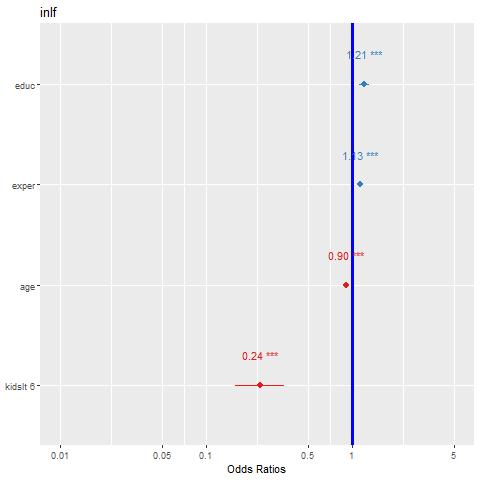 inlf
1.21 ***
educ
1.13 ***
exper
0.90 ***
age
0.24 ***
kidslt 6
0.01 0.05 0.1 0.5 1 5
Odds Ratios